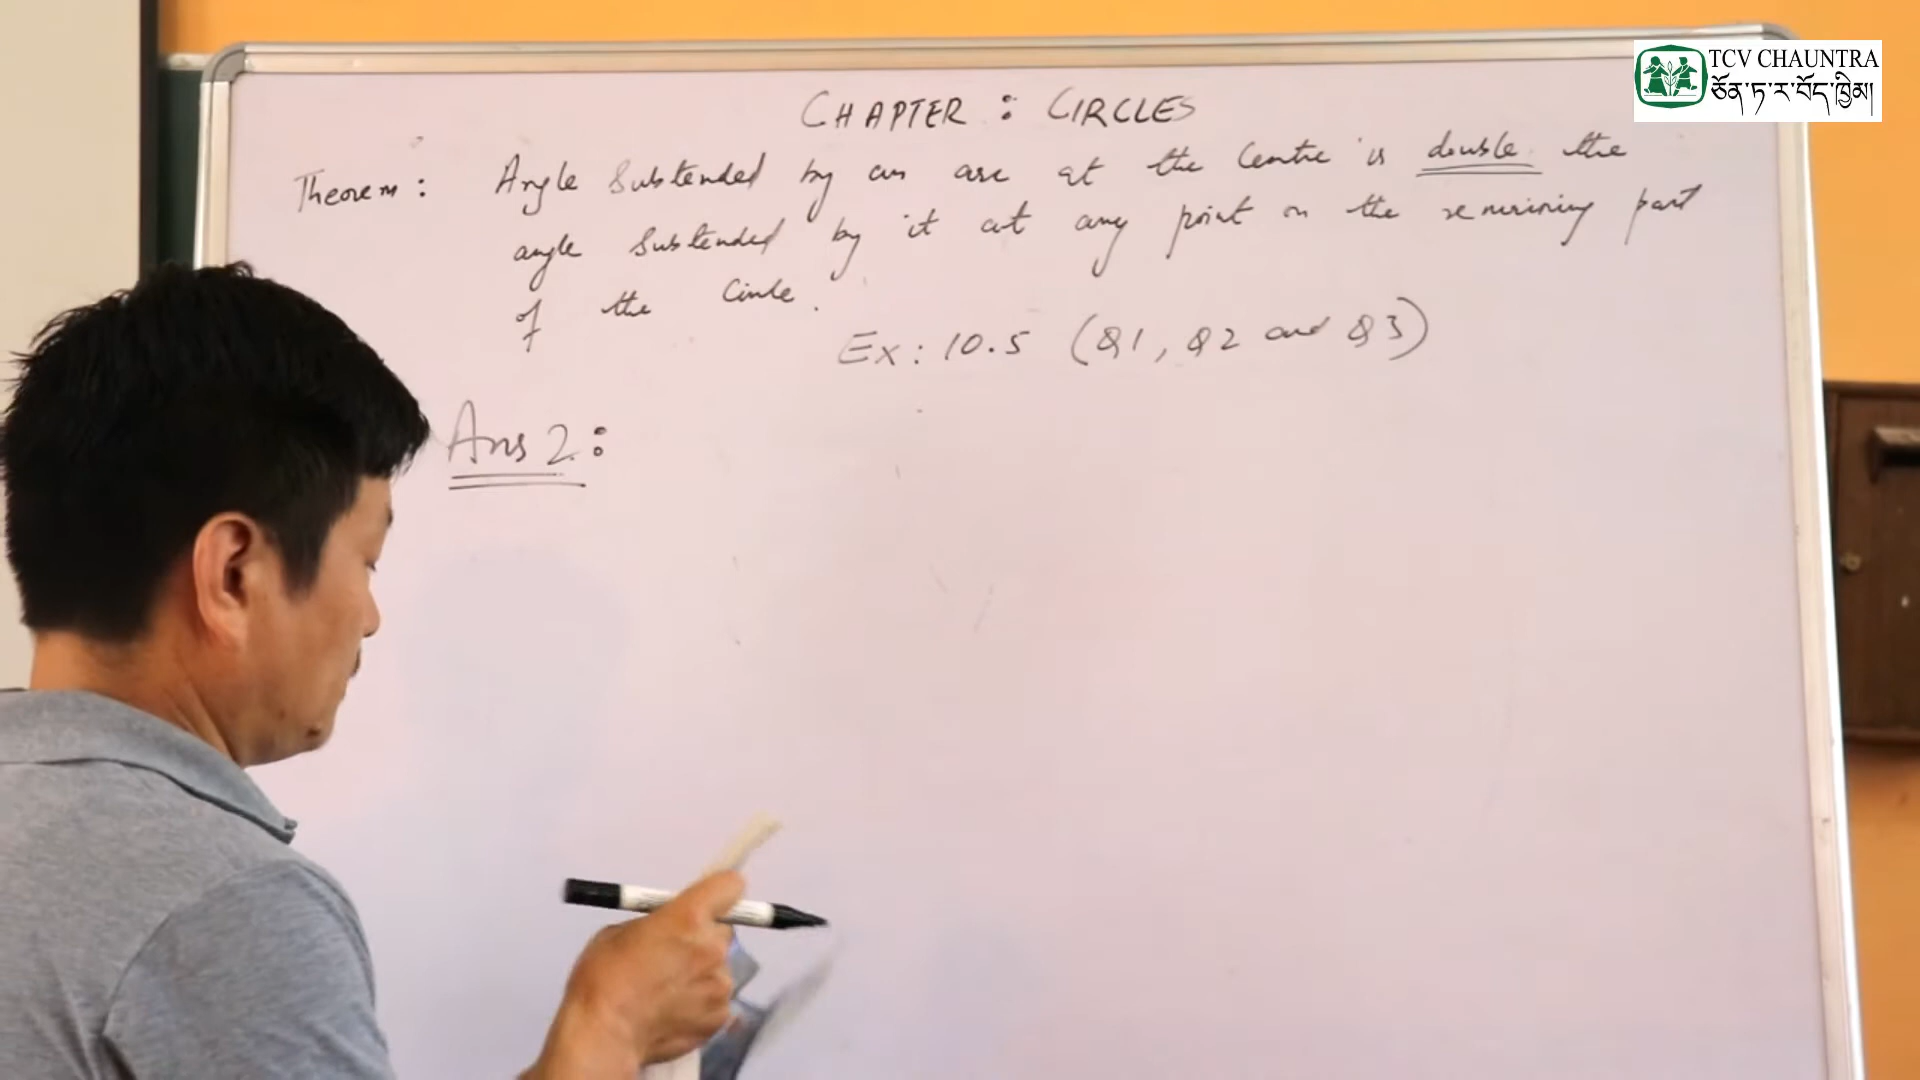 TCV CHAUNTRA
ཅོན་ཏ་ར་བོད་ཁྱིམ།
CHAPTER : CIRCLES
Theorem : Angle Subtended by an arc at the Centre is double the
angle Subtended by it at any point on the remaining part
of the Circle.
Ex : 10.5 (Q1, Q2 and Q3)
Ans 2 :